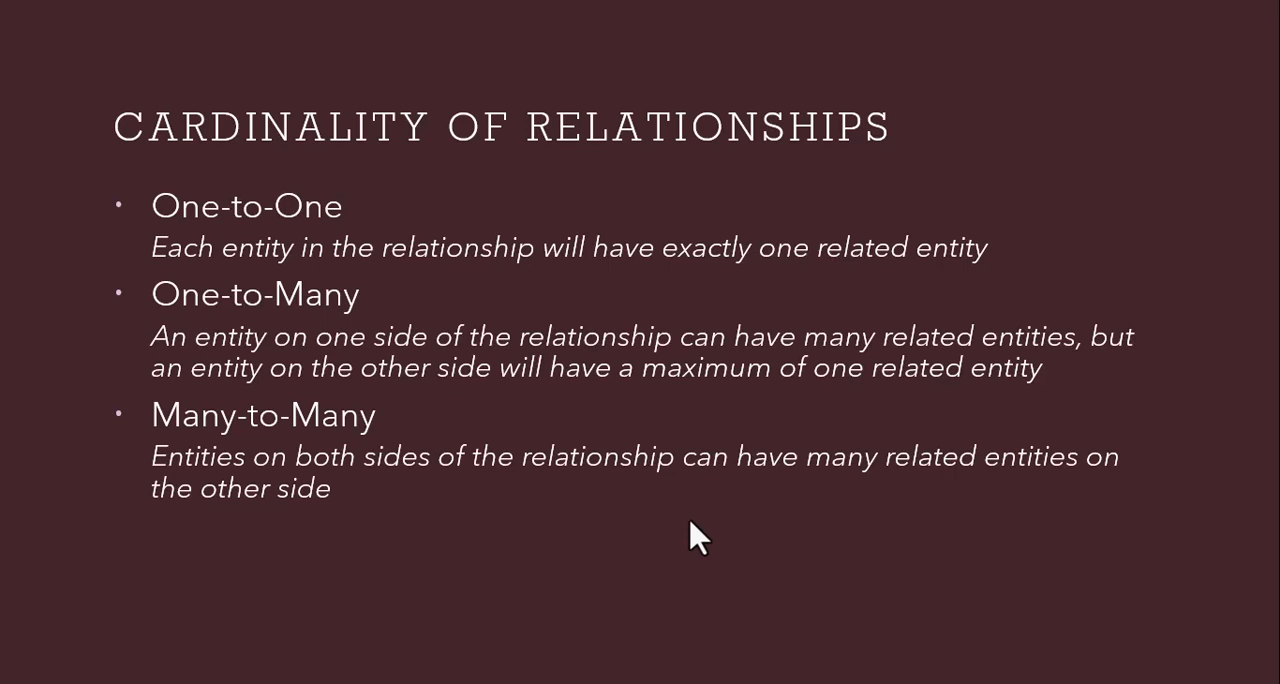 CARDINALITY OF RELATIONSHIPS
• One-to-One
Each entity in the relationship will have exactly one related entity
• One-to-Many
An entity on one side of the relationship can have many related entities, but
an entity on the other side will have a maximum of one related entity
• Many-to-Many
Entities on both sides of the relationship can have many related entities on
the other side